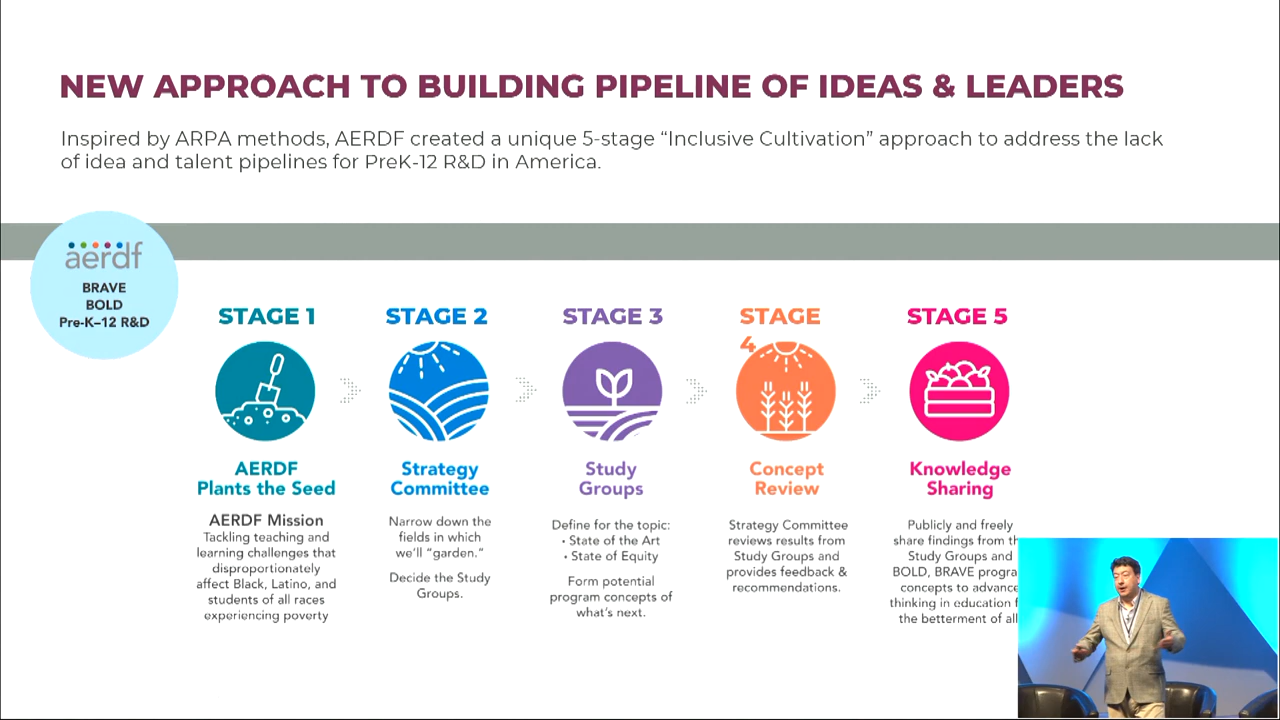 NEW APPROACH TO BUILDING PIPELINE OF IDEAS & LEADERS
Inspired by ARPA methods, AERDF created a unique 5-stage “Inclusive Cultivation” approach to address the lack
of idea and talent pipelines for PreK-12 R&D in America.
aerdf
BRAVE
BOLD
Pre-K–12 R&D
STAGE 1
AERDF
Plants the Seed
AERDF Mission
Tackling teaching and
learning challenges that
disproportionately
affect Black, Latino, and
students of all races
experiencing poverty
STAGE 2
Strategy
Committee
Narrow down the
fields in which
we’ll “garden.”
Decide the Study
Groups.
STAGE 3
Study
Groups
Define for the topic:
• State of the Art
• State of Equity
Form potential
program concepts of
what’s next.
STAGE
4
Concept
Review
Strategy Committee
reviews results from
Study Groups and
provides feedback &
recommendations.
STAGE 5
Knowledge
Sharing
Publicly and freely
share findings from
Study Groups and
BOLD, BRAVE
concepts to advance
thinking in education
the betterment of all